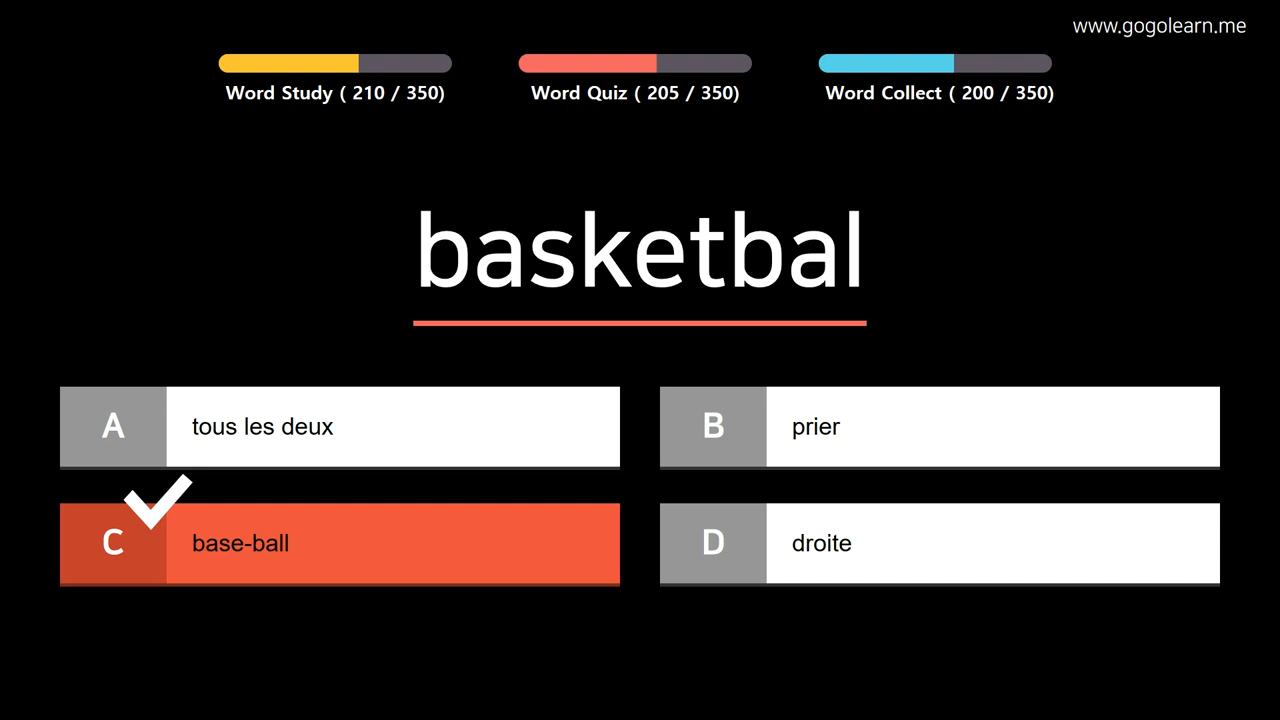 www.gogolearn.me
Word Study ( 210 / 350)
Word Quiz ( 205 / 350)
Word Collect ( 200 / 350)
basketbal
A
tous les deux
B
prier
C
base-ball
D
droite